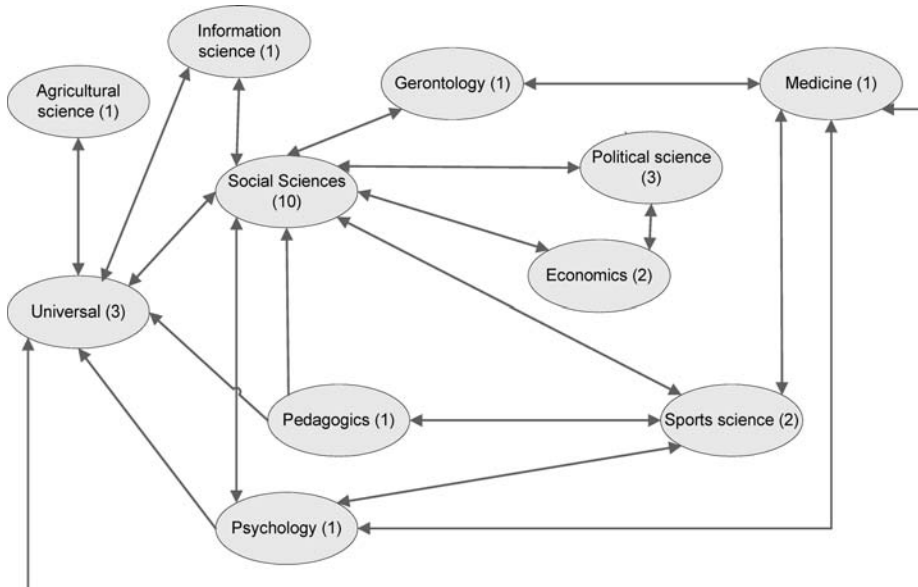 Information
science (1)
Agricultural
science (1)
Gerontology (1)
Medicine (1)
Political science
(3)
Social Sciences
(10)
Economics (2)
Universal (3)
Pedagogics (1)
Sports science (2)
Psychology (1)